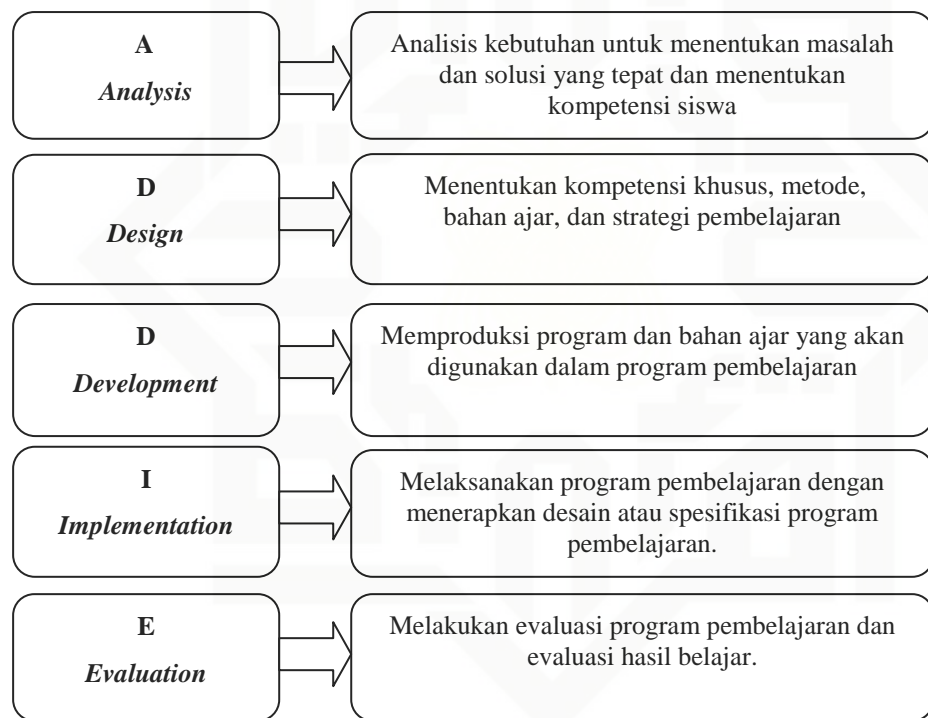 A
Analysis
Analisis kebutuhan untuk menentukan masalah
dan solusi yang tepat dan menentukan
kompetensi siswa
D
Design
Menentukan kompetensi khusus, metode,
bahan ajar, dan strategi pembelajaran
D
Development
Memproduksi program dan bahan ajar yang akan
digunakan dalam program pembelajaran
I
Implementation
Melaksanakan program pembelajaran dengan
menerapkan desain atau spesifikasi program
pembelajaran.
E
Evaluation
Melakukan evaluasi program pembelajaran dan
evaluasi hasil belajar.